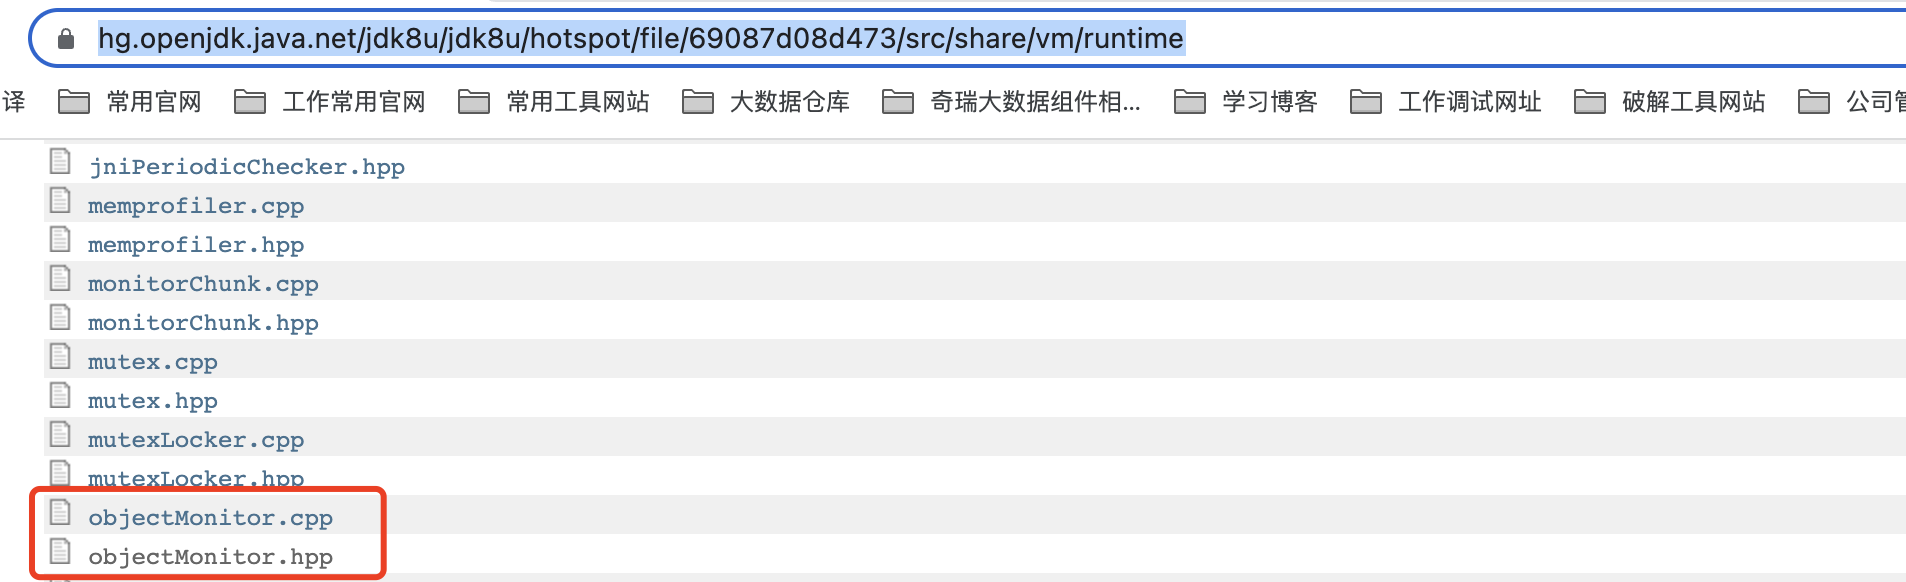 hg.openjdk.java.net/jdk8u/jdk8u/hotspot/file/69087d08d473/src/share/vm/runtime
译 常用官网 工作常用官网 常用工具网站 大数据仓库 奇瑞大数据组件相... 学习博客 工作调试网址 破解工具网站 公司管
jniPeriodicChecker.hpp
memprofiler.cpp
memprofiler.hpp
monitorChunk.cpp
monitorChunk.hpp
mutex.cpp
mutex.hpp
mutexLocker.cpp
mutexLocker.hpp
objectMonitor.cpp
objectMonitor.hpp